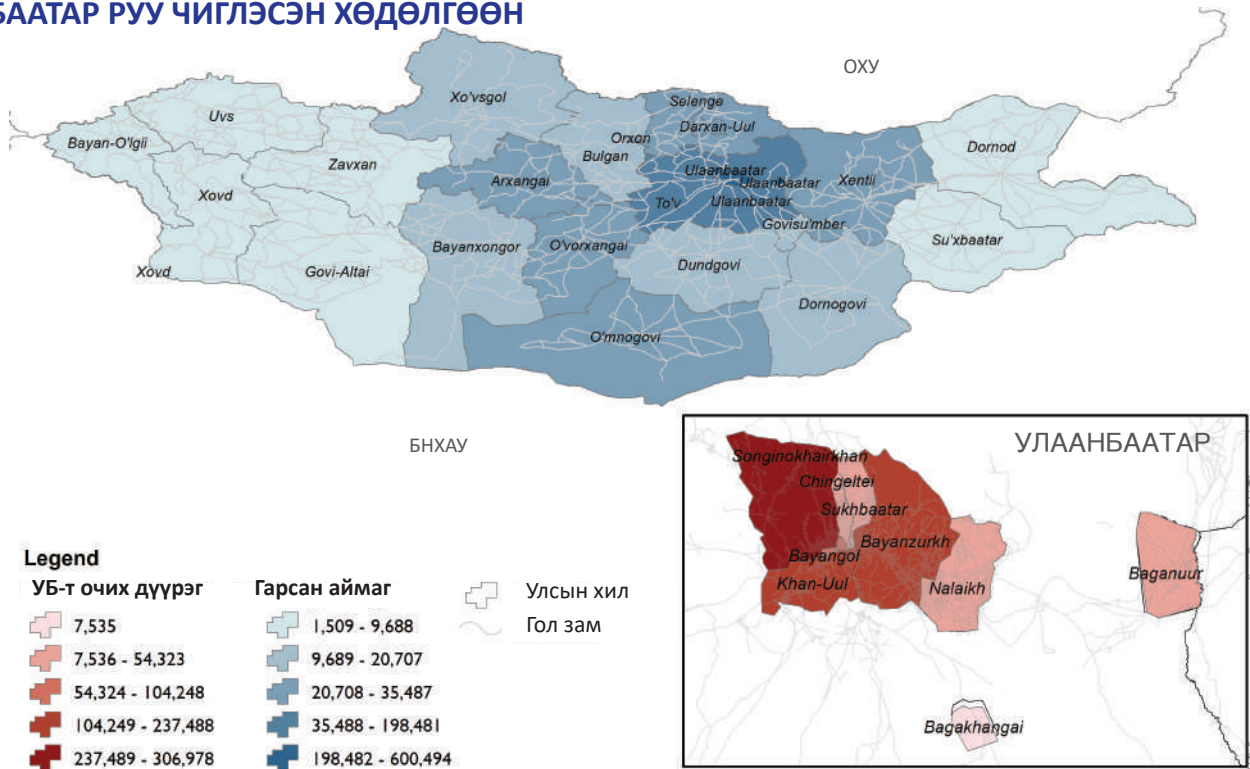 БААТАР РУУ ЧИГЛЭСЭН ХӨДӨЛГӨӨН
ОХУ
Xo'vsgol
Selenge
Uvs
Darxan-Uul
Orxon
Bayan-O'lgii
Dornod
Bulgan
Zavxan
Ulaanbaatar
Arxangai
Ulaanbaatar
Xentii
Xovd
To'v
Ulaanbaatar
Govisu'mber
Su'xbaatar
Bayanxongor
O'vorxangai
Dundgovi
Xovd
Govi-Altai
Dornogovi
O'mnogovi
БНХАУ
УЛААНБААТАР
Songinokhairkhan
Chingeltei
Sukhbaatar
Bayangol
Bayanzurkh
Khan-Uul
Nalaikh
Baganuur
Bagakhangai
Legend
УБ-т очих дүүрэг
7,535
7,536 - 54,323
54,324 - 104,248
104,249 - 237,488
237,489 - 306,978
Гарсан аймаг
1,509 - 9,688
9,689 - 20,707
20,708 - 35,487
35,488 - 198,481
198,482 - 600,494
Улсын хил
Гол зам